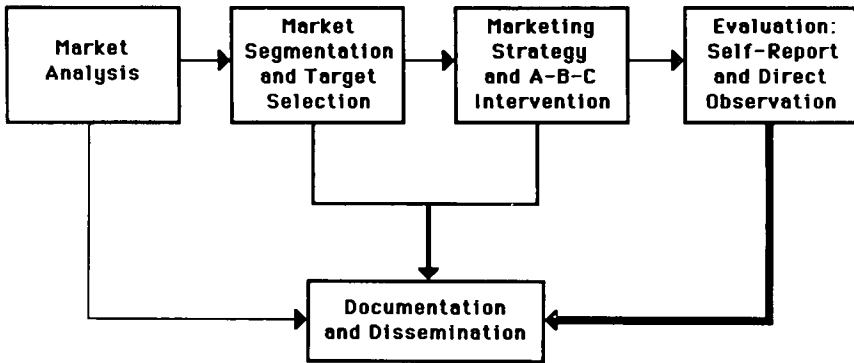 Market
Analysis
Market
Segmentation
and Target
Selection
Marketing
Strategy
and A-B-C
Intervention
Evaluation:
Self-Report
and Direct
Observation
Documentation
and Dissemination